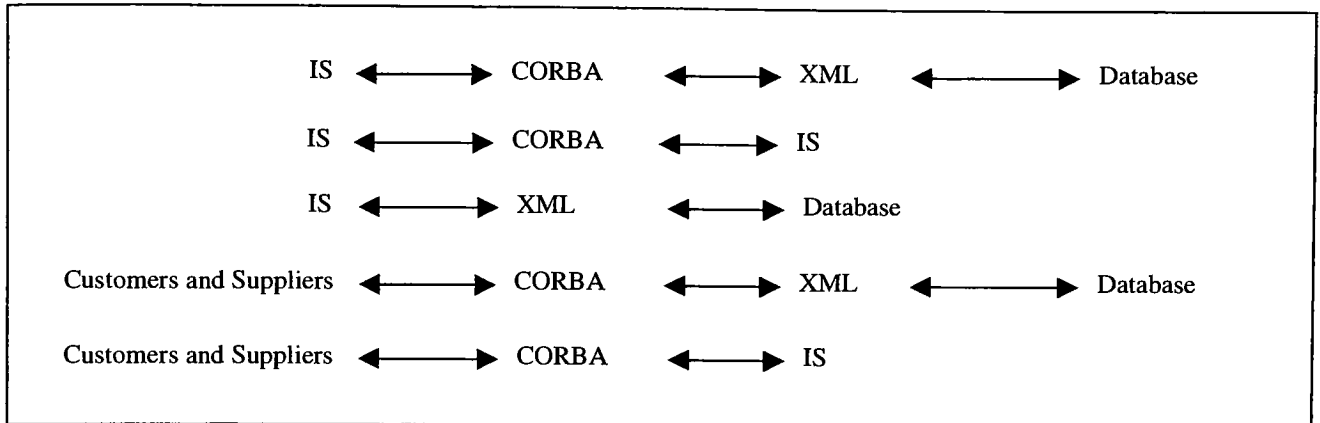 IS CORBA XML Database
IS CORBA IS
IS XML Database
Customers and Suppliers CORBA XML Database
Customers and Suppliers CORBA IS